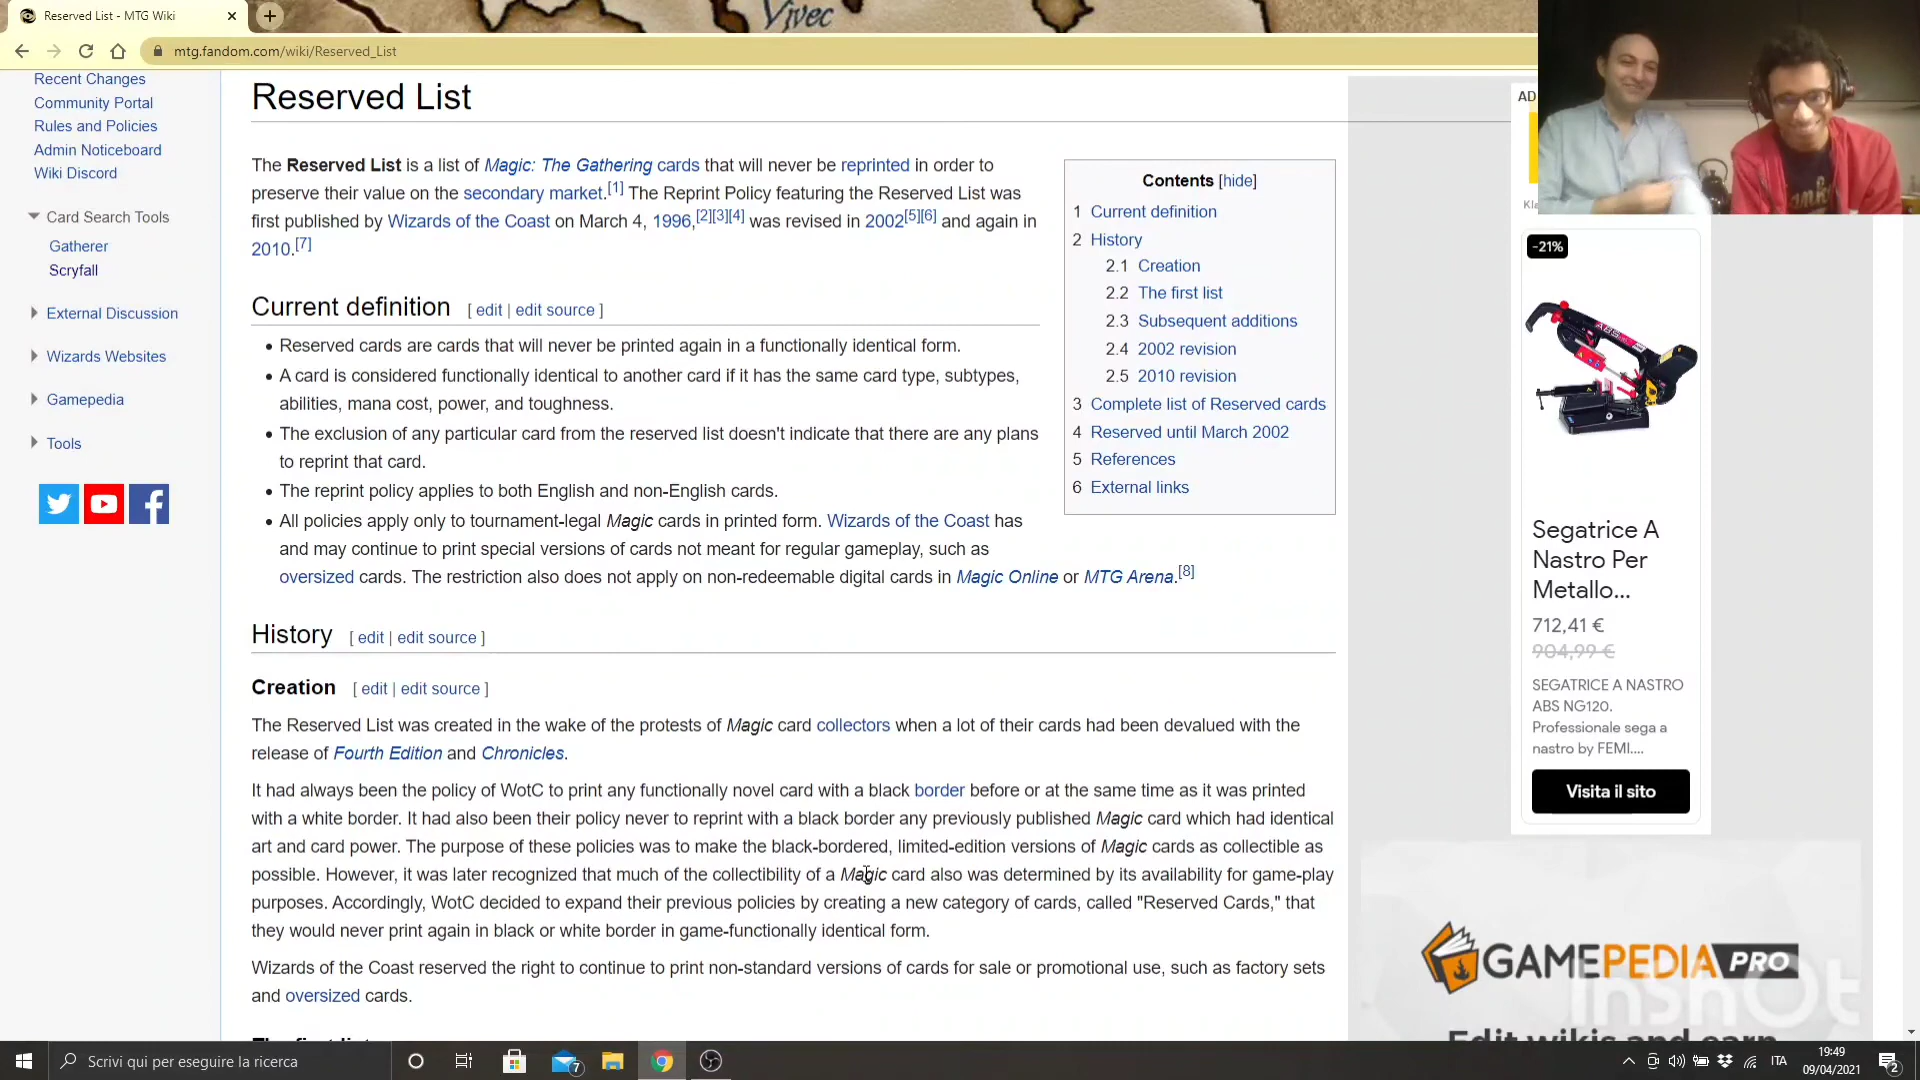 Reserved List - MTG Wiki
Vivec
mtg.fandom.com/wiki/Reserved_List
Recent Changes
Community Portal
Rules and Policies
Admin Noticeboard
Wiki Discord
Card Search Tools
Gatherer
Scryfall
External Discussion
Wizards Websites
Gamepedia
Tools
Reserved List
The Reserved List is a list of Magic: The Gathering cards that will never be reprinted in order to
preserve their value on the secondary market.[1] The Reprint Policy featuring the Reserved List was
first published by Wizards of the Coast on March 4, 1996,[2][3][4] was revised in 2002[5][6] and again in
2010.[7]
Contents [hide]
1 Current definition
2 History
2.1 Creation
2.2 The first list
2.3 Subsequent additions
2.4 2002 revision
2.5 2010 revision
3 Complete list of Reserved cards
4 Reserved until March 2002
5 References
6 External links
Current definition [ edit | edit source ]
• Reserved cards are cards that will never be printed again in a functionally identical form.
• A card is considered functionally identical to another card if it has the same card type, subtypes,
abilities, mana cost, power, and toughness.
• The exclusion of any particular card from the reserved list doesn't indicate that there are any plans
to reprint that card.
• The reprint policy applies to both English and non-English cards.
• All policies apply only to tournament-legal Magic cards in printed form. Wizards of the Coast has
and may continue to print special versions of cards not meant for regular gameplay, such as
oversized cards. The restriction also does not apply on non-redeemable digital cards in Magic Online or MTG Arena.[8]
History [ edit | edit source ]
Creation [ edit | edit source ]
The Reserved List was created in the wake of the protests of Magic card collectors when a lot of their cards had been devalued with the
release of Fourth Edition and Chronicles.
It had always been the policy of WotC to print any functionally novel card with a black border before or at the same time as it was printed
with a white border. It had also been their policy never to reprint with a black border any previously published Magic card which had identical
art and card power. The purpose of these policies was to make the black-bordered, limited-edition versions of Magic cards as collectible as
possible. However, it was later recognized that much of the collectibility of a Magic card also was determined by its availability for game-play
purposes. Accordingly, WotC decided to expand their previous policies by creating a new category of cards, called "Reserved Cards," that
they would never print again in black or white border in game-functionally identical form.
Wizards of the Coast reserved the right to continue to print non-standard versions of cards for sale or promotional use, such as factory sets
and oversized cards.
The first list
AD
-21%
Segatrice A
Nastro Per
Metallo...
712,41 €
904,99 €
SEGATRICE A NASTRO
ABS NG120.
Professionale sega a
nastro by FEMI....
Visita il sito
GAMEPEDIA PRO
InShOt
Edit wikis and earn
Scrivi qui per eseguire la ricerca
7
ITA
19:49
09/04/2021
2